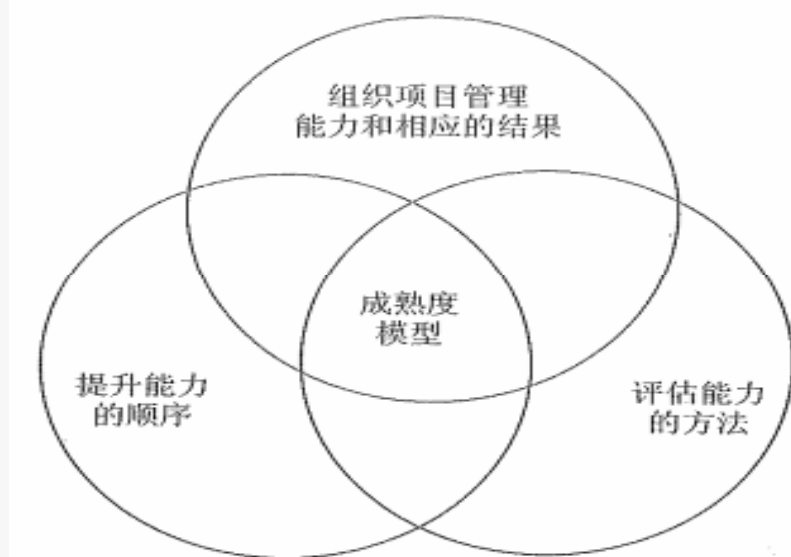 组织项目管理
能力和相应的结果
成熟度
模型
提升能力
的顺序
评估能力
的方法